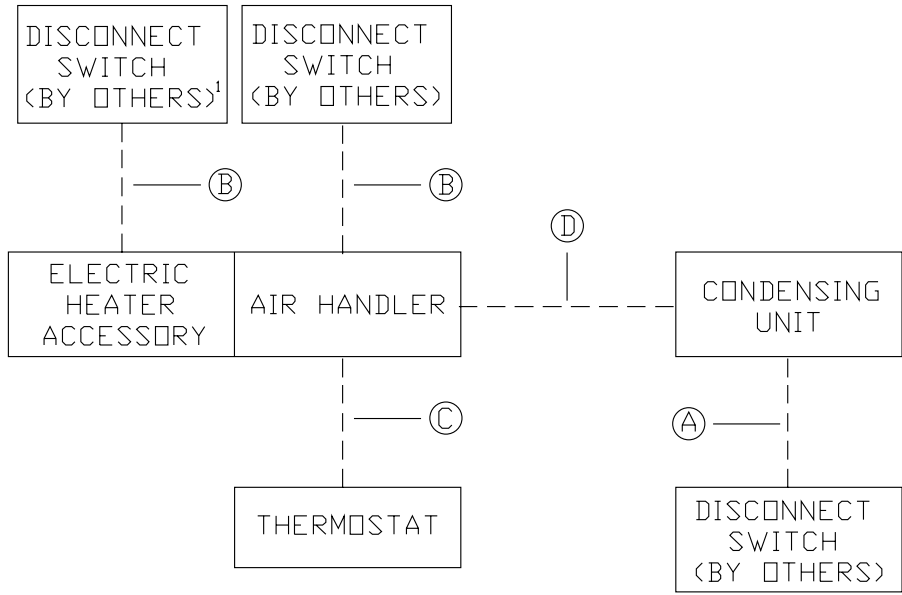 DISCONNECT
SWITCH
(BY OTHERS)¹
DISCONNECT
SWITCH
(BY OTHERS)
B
B
D
ELECTRIC
HEATER
ACCESSORY
AIR HANDLER
CONDENSING
UNIT
C
A
THERMOSTAT
DISCONNECT
SWITCH
(BY OTHERS)